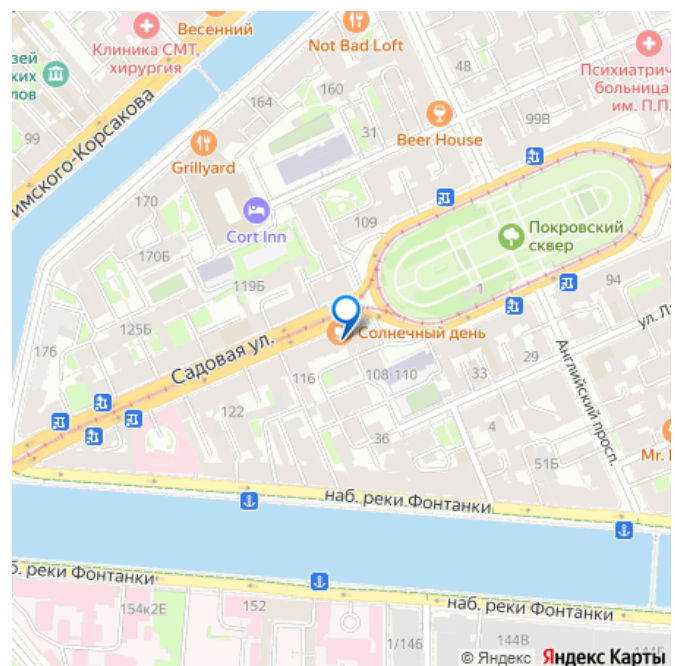 Весенний
Клиника СМТ,
хирургия
зей
ких
лов
Not Bad Loft
48
Психиатрич
больница
им. П.П.
99
имского-Корсакова
164
160
31
Beer House
99В
Grillyard
170
Cort Inn
109
Покровский
сквер
170Б
119Б
1
94
125Б
Солнечный день
ул. Л
176
Садовая ул.
116
108-110
33
29
Английский просп.
122
36
4
51Б
Mr.
наб. реки Фонтанки
б. реки Фонтанки
наб. реки Фонтанки
154к2Е
152
1/146
144В
© Яндекс Яндекс Карты